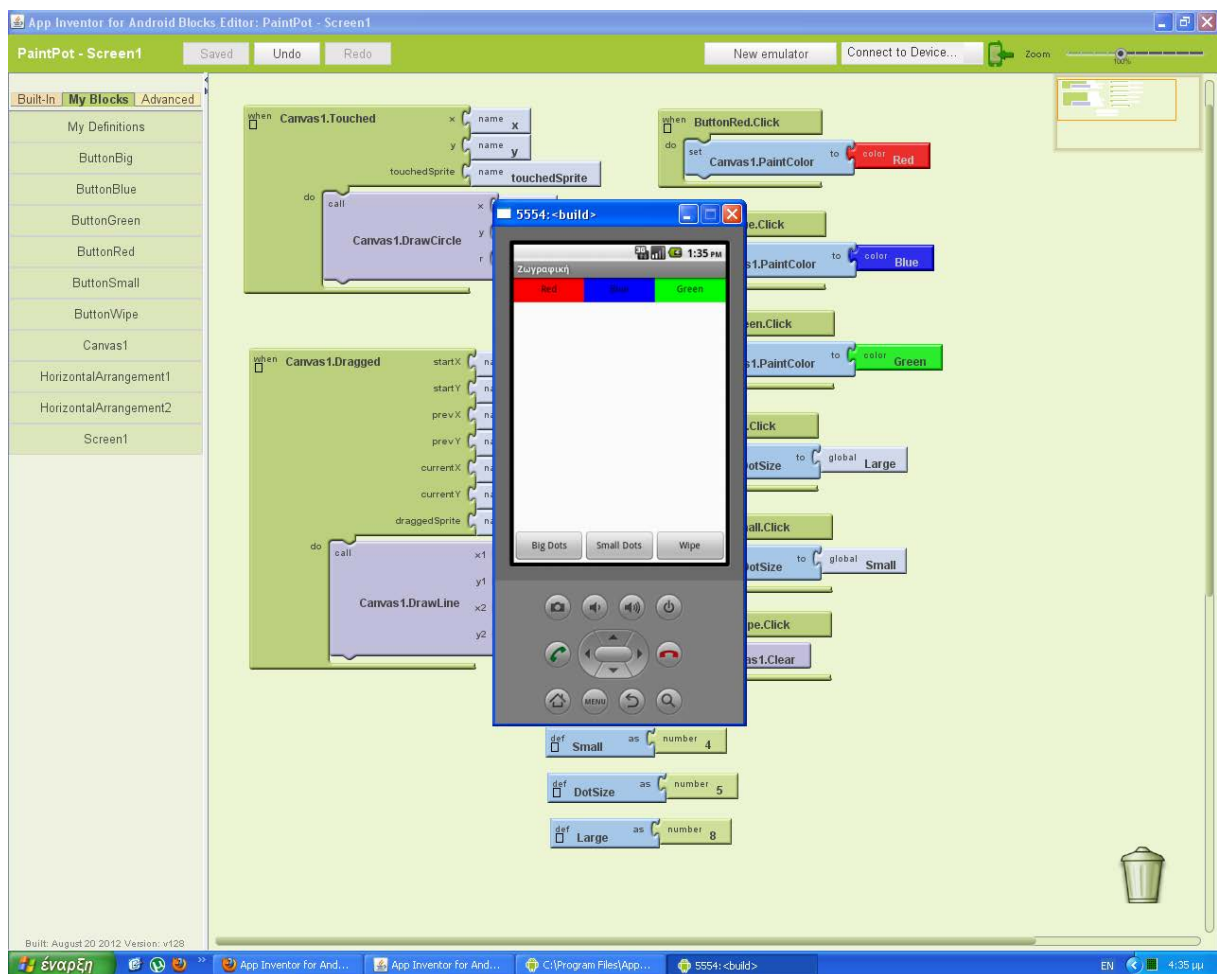 App Inventor for Android Blocks Editor: PaintPot - Screen1
PaintPot - Screen1
Saved
Undo
Redo
New emulator
Connect to Device...
Zoom
100%
Built-In
My Blocks
Advanced
My Definitions
ButtonBig
ButtonBlue
ButtonGreen
ButtonRed
ButtonSmall
ButtonWipe
Canvas1
HorizontalArrangement1
HorizontalArrangement2
Screen1
when Canvas1.Touched
x name x
y name y
touchedSprite name touchedSprite
do call Canvas1.DrawCircle
x
y
r
when Canvas1.Dragged
startX
startY
prevX
prevY
currentX
currentY
draggedSprite
do call Canvas1.DrawLine
x1
y1
x2
y2
when ButtonRed.Click
do set Canvas1.PaintColor to color Red
e.Click
s1.PaintColor to color Blue
en.Click
s1.PaintColor to color Green
.Click
otSize to global Large
all.Click
otSize to global Small
pe.Click
as1.Clear
5554:<build>
3G 1:35 PM
Ζωγραφική
Red
Blue
Green
Big Dots
Small Dots
Wipe
MENU
def Small as number 4
def DotSize as number 5
def Large as number 8
Built: August 20 2012 Version: v128
έναρξη
App Inventor for And...
App Inventor for And...
C:\Program Files\App...
5554:<build>
EN
4:35 μμ